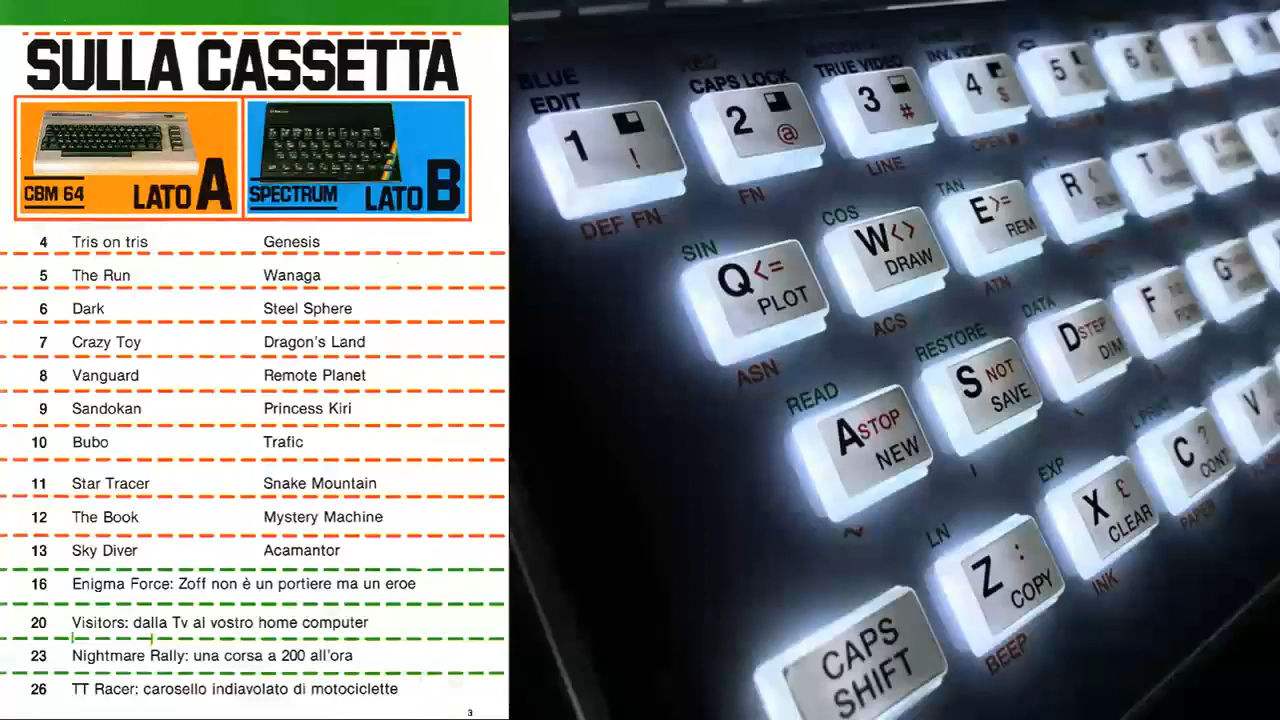 SULLA CASSETTA
CBM 64 LATO A
SPECTRUM LATO B
4 Tris on tris Genesis
5 The Run Wanaga
6 Dark Steel Sphere
7 Crazy Toy Dragon's Land
8 Vanguard Remote Planet
9 Sandokan Princess Kiri
10 Bubo Trafic
11 Star Tracer Snake Mountain
12 The Book Mystery Machine
13 Sky Diver Acamantor
16 Enigma Force: Zoff non è un portiere ma un eroe
20 Visitors: dalla Tv al vostro home computer
23 Nightmare Rally: una corsa a 200 all'ora
26 TT Racer: carosello indiavolato di motociclette
3
BLUE RED MAGENTA
EDIT CAPS LOCK TRUE VIDEO INV. VIDEO
1 ! 2 @ 3 # 4 $ 5 6 7
DEF FN FN LINE OPEN #
SIN COS TAN
Q <= PLOT W <> DRAW E >= REM R < RUN T Y
ASN ACS ATN
READ RESTORE DATA
A STOP NEW S NOT SAVE D STEP DIM F G
~ | \
LN EXP LPRINT
CAPS SHIFT Z : COPY X £ CLEAR C ? CONT V
BEEP INK PAPER